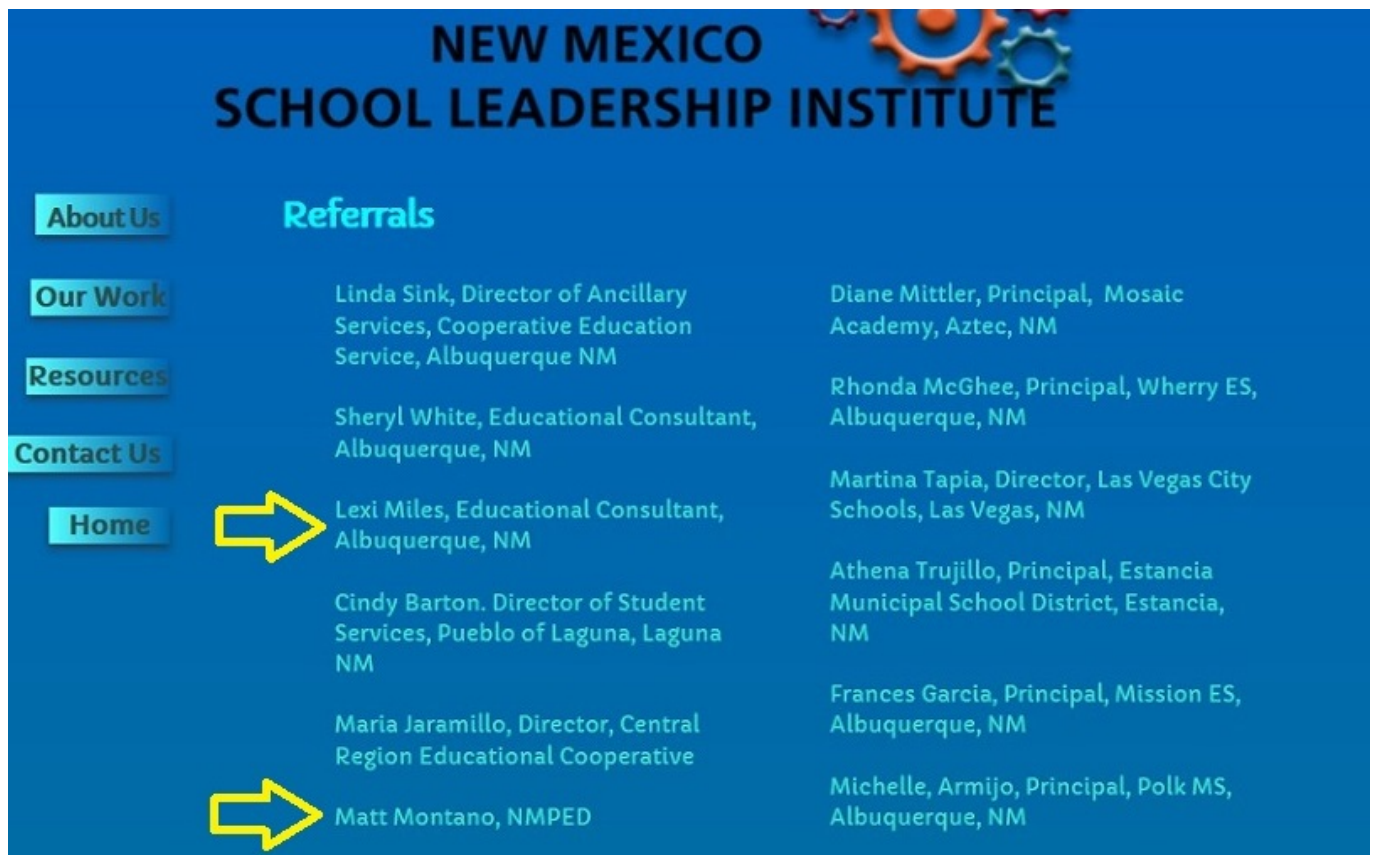 NEW MEXICO
SCHOOL LEADERSHIP INSTITUTE
About Us
Our Work
Resources
Contact Us
Home
Referrals
Linda Sink, Director of Ancillary
Services, Cooperative Education
Service, Albuquerque NM
Sheryl White, Educational Consultant,
Albuquerque, NM
Lexi Miles, Educational Consultant,
Albuquerque, NM
Cindy Barton. Director of Student
Services, Pueblo of Laguna, Laguna
NM
Maria Jaramillo, Director, Central
Region Educational Cooperative
Matt Montano, NMPED
Diane Mittler, Principal, Mosaic
Academy, Aztec, NM
Rhonda McGhee, Principal, Wherry ES,
Albuquerque, NM
Martina Tapia, Director, Las Vegas City
Schools, Las Vegas, NM
Athena Trujillo, Principal, Estancia
Municipal School District, Estancia,
NM
Frances Garcia, Principal, Mission ES,
Albuquerque, NM
Michelle, Armijo, Principal, Polk MS,
Albuquerque, NM